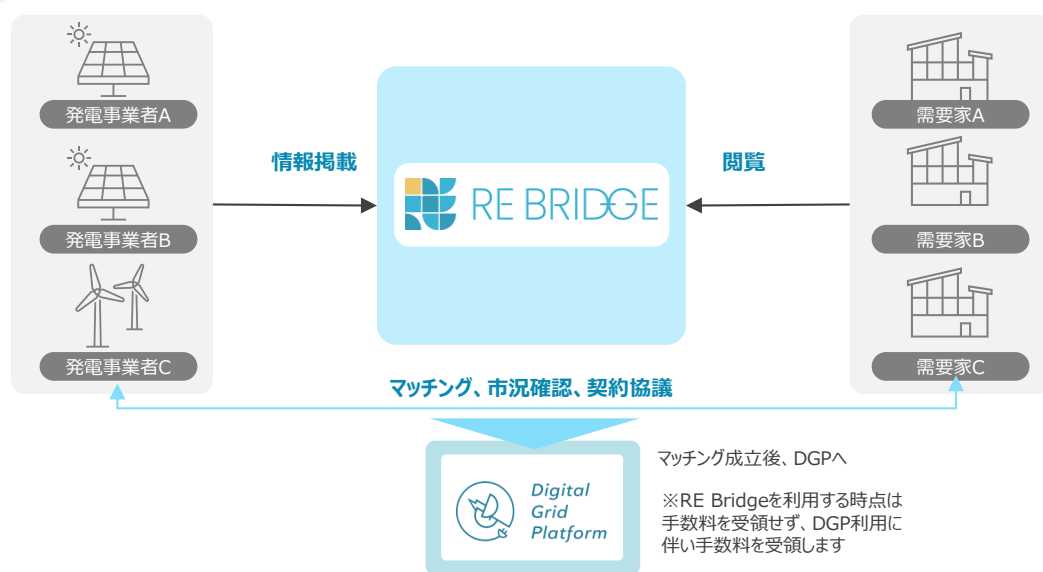 発電事業者A
発電事業者B
発電事業者C
情報掲載
RE BRIDGE
閲覧
需要家A
需要家B
需要家C
マッチング、市況確認、契約協議
Digital
Grid
Platform
マッチング成立後、DGPへ
※RE Bridgeを利用する時点は
手数料を受領せず、DGP利用に
伴い手数料を受領します